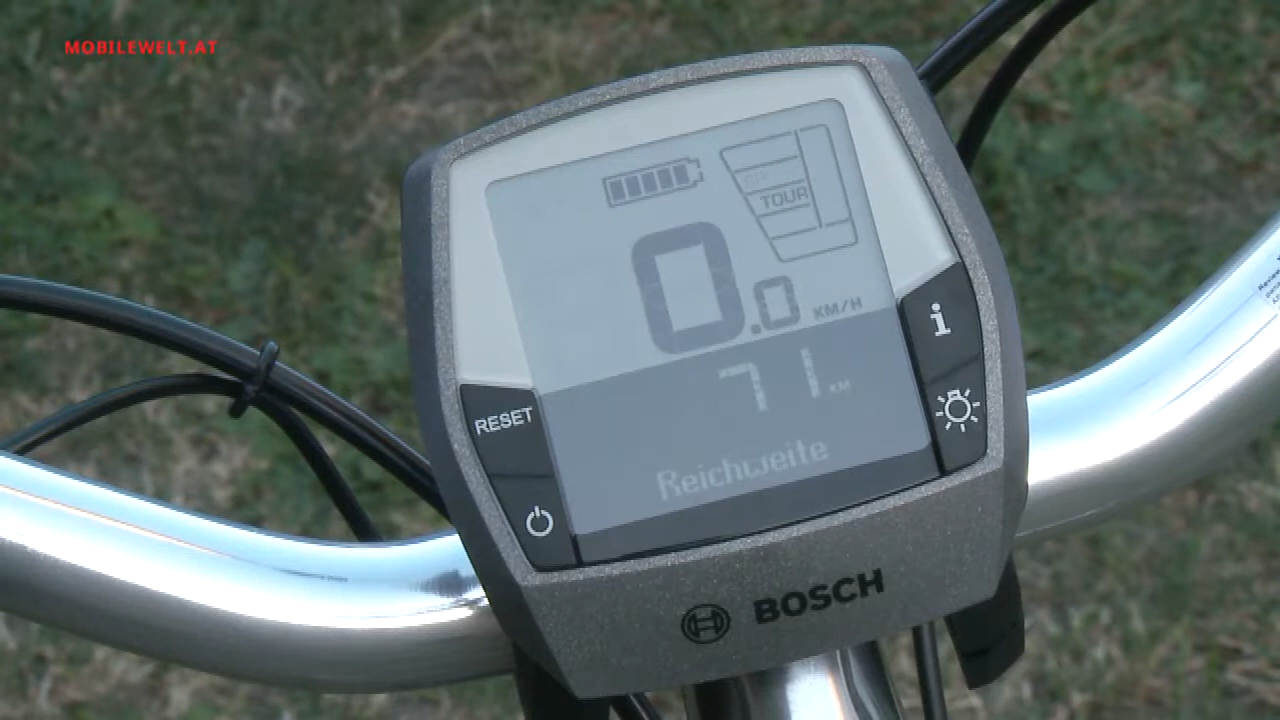 MOBILEWELT.AT
TOUR
0.0 KM/H
i
71 KM
RESET
Reichweite
BOSCH